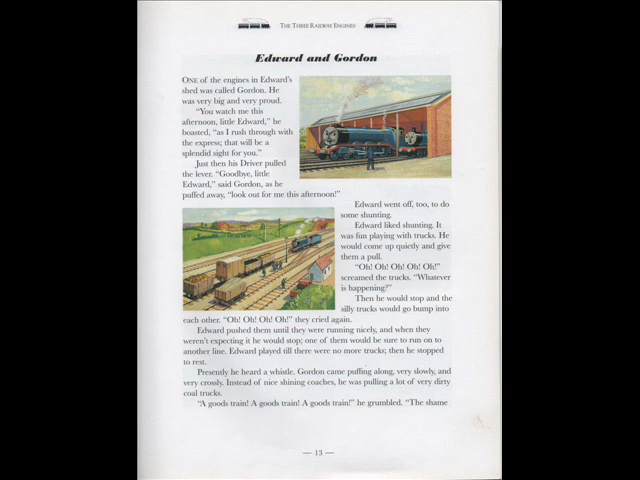 THE THREE RAILWAY ENGINES
Edward and Gordon
ONE of the engines in Edward's
shed was called Gordon. He
was very big and very proud.
"You watch me this
afternoon, little Edward," he
boasted, "as I rush through with
the express; that will be a
splendid sight for you."
Just then his Driver pulled
the lever. "Goodbye, little
Edward," said Gordon, as he
puffed away, "look out for me this afternoon!"
Edward went off, too, to do
some shunting.
Edward liked shunting. It
was fun playing with trucks. He
would come up quietly and give
them a pull.
"Oh! Oh! Oh! Oh! Oh!"
screamed the trucks. "Whatever
is happening?"
Then he would stop and the
silly trucks would go bump into
each other. "Oh! Oh! Oh! Oh!" they cried again.
Edward pushed them until they were running nicely, and when they
weren't expecting it he would stop; one of them would be sure to run on to
another line. Edward played till there were no more trucks; then he stopped
to rest.
Presently he heard a whistle. Gordon came puffing along, very slowly, and
very crossly. Instead of nice shining coaches, he was pulling a lot of very dirty
coal trucks.
"A goods train! A goods train! A goods train!" he grumbled. "The shame
— 13 —